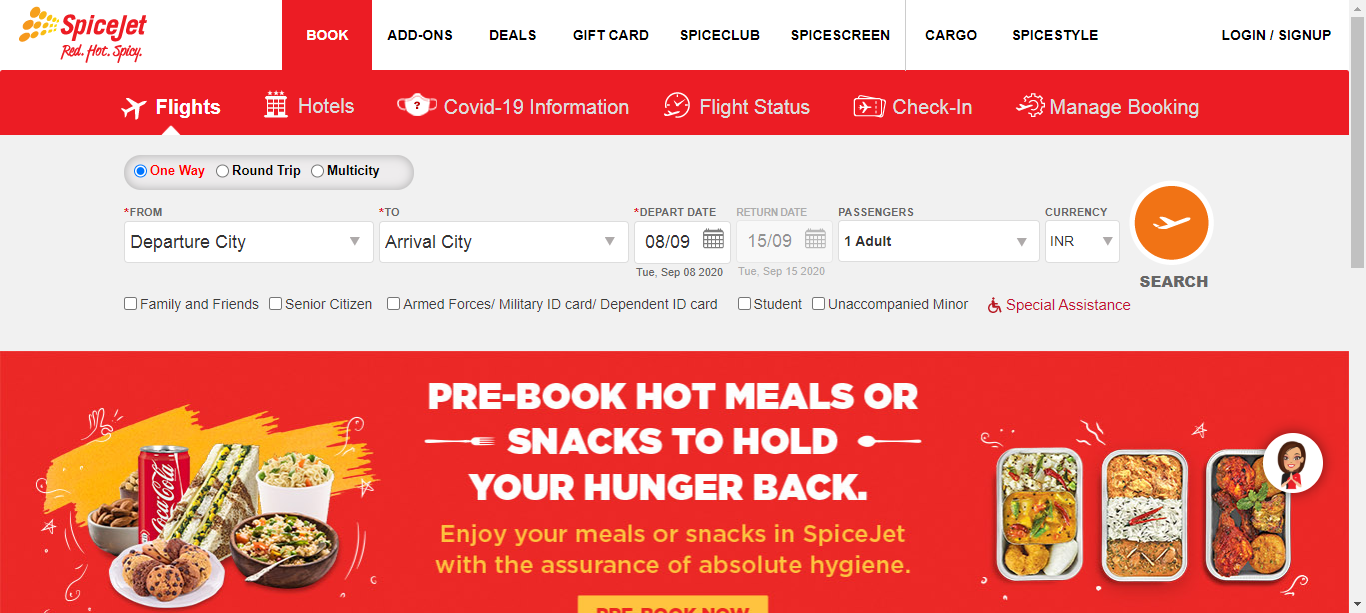 SpiceJet
Red. Hot. Spicy.
BOOK ADD-ONS DEALS GIFT CARD SPICECLUB SPICESCREEN CARGO SPICESTYLE LOGIN / SIGNUP
Flights Hotels ? Covid-19 Information Flight Status Check-In Manage Booking
One Way Round Trip Multicity
*FROM *TO *DEPART DATE RETURN DATE PASSENGERS CURRENCY
Departure City Arrival City 08/09 15/09 1 Adult INR
Tue, Sep 08 2020 Tue, Sep 15 2020
SEARCH
Family and Friends Senior Citizen Armed Forces/ Military ID card/ Dependent ID card Student Unaccompanied Minor Special Assistance
PRE-BOOK HOT MEALS OR
SNACKS TO HOLD
YOUR HUNGER BACK.
Enjoy your meals or snacks in SpiceJet
with the assurance of absolute hygiene.
Coca-Cola
PRE-BOOK NOW